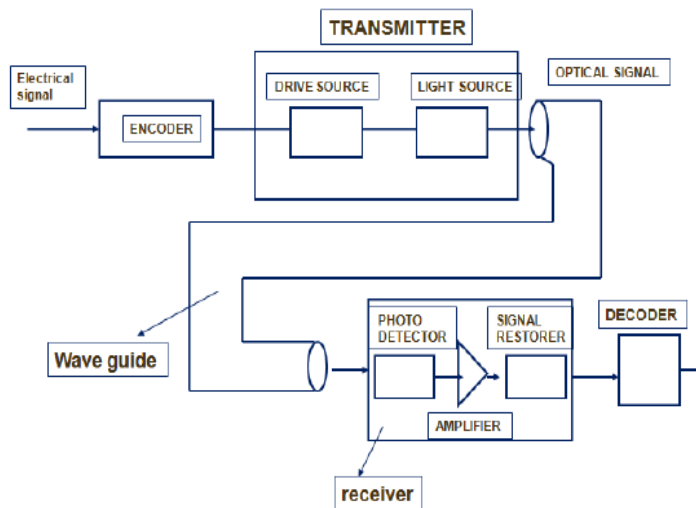 TRANSMITTER
Electrical
signal
DRIVE SOURCE
LIGHT SOURCE
OPTICAL SIGNAL
ENCODER
Wave guide
PHOTO
DETECTOR
SIGNAL
RESTORER
DECODER
AMPLIFIER
receiver